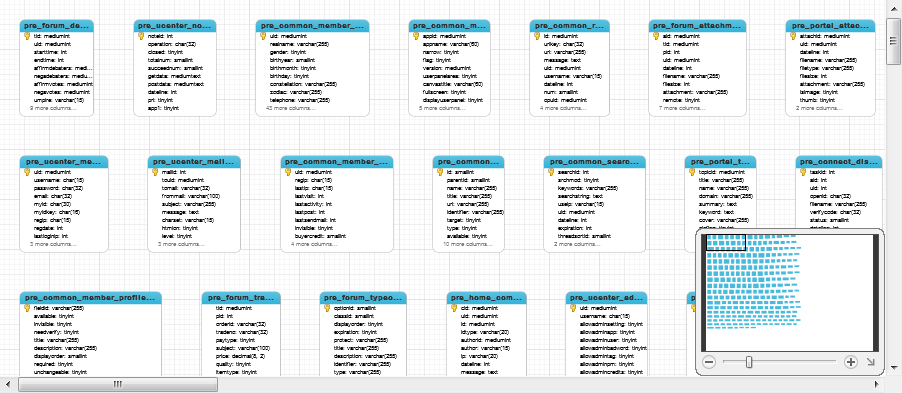 pre_forum_de...
tid: mediumint
uid: mediumint
starttime: int
endtime: int
affirmdebaters: med...
negadebaters: mediu...
affirmvotes: mediumint
negavotes: mediumint
umpire: varchar(15)
8 more columns...
pre_ucenter_no...
noteid: int
operation: char(32)
closed: tinyint
totalnum: smallint
succeednum: smallint
getdata: mediumtext
postdata: mediumtext
dateline: int
pri: tinyint
app1: tinyint
pre_common_member_...
uid: mediumint
realname: varchar(255)
gender: tinyint
birthyear: smallint
birthmonth: tinyint
birthday: tinyint
constellation: varchar(255)
zodiac: varchar(255)
telephone: varchar(255)
43 more columns...
pre_common_m...
appid: mediumint
appname: varchar(60)
narrow: tinyint
flag: tinyint
version: mediumint
userpanelarea: tinyint
canvastitle: varchar(60)
fullscreen: tinyint
displayuserpanel: tinyint
5 more columns...
pre_common_r...
id: mediumint
unikey: char(32)
url: varchar(255)
message: text
uid: mediumint
username: varchar(15)
dateline: int
num: smallint
opuid: mediumint
4 more columns...
pre_forum_attachm...
aid: mediumint
tid: mediumint
pid: int
uid: mediumint
dateline: int
filename: varchar(255)
filesize: int
attachment: varchar(255)
remote: tinyint
7 more columns...
pre_portal_attac...
attachid: mediumint
uid: mediumint
dateline: int
filename: varchar(255)
filetype: varchar(255)
filesize: int
attachment: varchar(255)
isimage: tinyint
thumb: tinyint
2 more columns...
pre_ucenter_me...
uid: mediumint
username: char(15)
password: char(32)
email: char(32)
myid: char(30)
myidkey: char(16)
regip: char(15)
regdate: int
lastloginip: int
3 more columns...
pre_ucenter_mail...
mailid: int
touid: mediumint
tomail: varchar(32)
frommail: varchar(100)
subject: varchar(255)
message: text
charset: varchar(15)
htmlon: tinyint
level: tinyint
3 more columns...
pre_common_member_...
uid: mediumint
regip: char(15)
lastip: char(15)
lastvisit: int
lastactivity: int
lastpost: int
lastsendmail: int
invisible: tinyint
buyercredit: smallint
4 more columns...
pre_common...
id: smallint
parentid: smallint
name: varchar(255)
title: varchar(255)
url: varchar(255)
identifier: varchar(255)
target: tinyint
type: tinyint
available: tinyint
10 more columns...
pre_common_searc...
searchid: int
srchmod: tinyint
keywords: varchar(255)
searchstring: text
useip: varchar(15)
uid: mediumint
dateline: int
expiration: int
threadsortid: smallint
2 more columns...
pre_portal_t...
topicid: mediumint
title: varchar(255)
name: varchar(255)
domain: varchar(255)
summary: text
keyword: text
cover: varchar(255)
pre_connect_dis...
taskid: int
aid: int
uid: int
openid: char(32)
filename: varchar(255)
verifycode: char(32)
status: smallint
pre_common_member_profile...
fieldid: varchar(255)
available: tinyint
invisible: tinyint
needverify: tinyint
title: varchar(255)
description: varchar(255)
displayorder: smallint
required: tinyint
unchangeable: tinyint
pre_forum_tra...
tid: mediumint
pid: int
orderid: varchar(32)
tradeno: varchar(32)
paytype: tinyint
subject: varchar(100)
price: decimal(8, 2)
quality: tinyint
itemtype: tinyint
pre_forum_typeo...
optionid: smallint
classid: smallint
displayorder: tinyint
expiration: tinyint
protect: varchar(255)
title: varchar(255)
description: varchar(255)
identifier: varchar(255)
type: varchar(255)
pre_home_com...
cid: mediumint
uid: mediumint
id: mediumint
idtype: varchar(20)
authorid: mediumint
author: varchar(15)
ip: varchar(20)
dateline: int
message: text
pre_ucenter_ad...
uid: mediumint
username: char(15)
allowadminsetting: tinyint
allowadminapp: tinyint
allowadminuser: tinyint
allowadminbadword: tinyint
allowadmintag: tinyint
allowadminpm: tinyint
allowadmincredits: tinyint